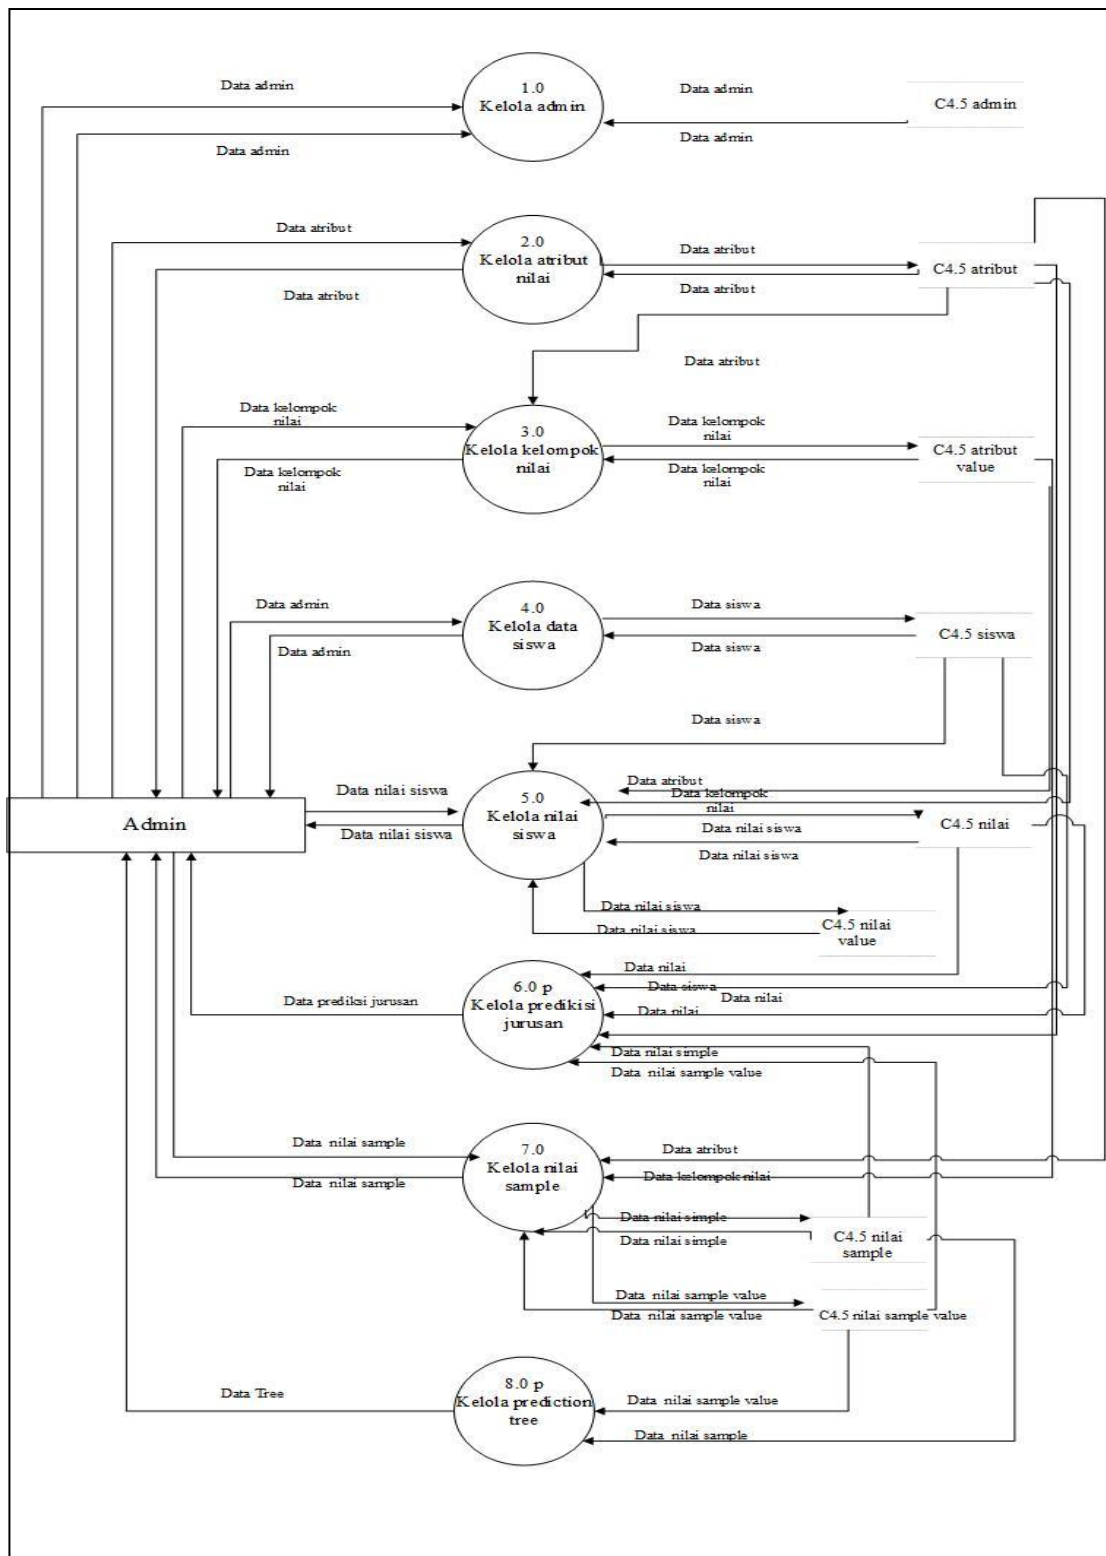 1.0
Kelola admin
Data admin
Data admin
Data admin
Data admin
C4.5 admin
Data atribut
2.0
Kelola atribut
nilai
Data atribut
Data atribut
Data atribut
C4.5 atribut
Data atribut
Data kelompok
nilai
3.0
Kelola kelompok
nilai
Data kelompok
nilai
Data kelompok
nilai
Data kelompok
nilai
C4.5 atribut
value
Data admin
4.0
Kelola data
siswa
Data siswa
Data admin
Data siswa
C4.5 siswa
Data siswa
Admin
Data nilai siswa
Data nilai siswa
5.0
Kelola nilai
siswa
Data atribut
Data kelompok
nilai
Data nilai siswa
Data nilai siswa
C4.5 nilai
Data nilai siswa
Data nilai siswa
C4.5 nilai
value
Data nilai
Data siswa
Data nilai
Data nilai
Data prediksi jurusan
6.0 p
Kelola predikisi
jurusan
Data nilai simple
Data nilai sample value
Data nilai sample
Data nilai sample
7.0
Kelola nilai
sample
Data atribut
Data kelompok nilai
Data nilai simple
Data nilai simple
C4.5 nilai
sample
Data nilai sample value
Data nilai sample value
C4.5 nilai sample value
Data Tree
8.0 p
Kelola prediction
tree
Data nilai sample value
Data nilai sample